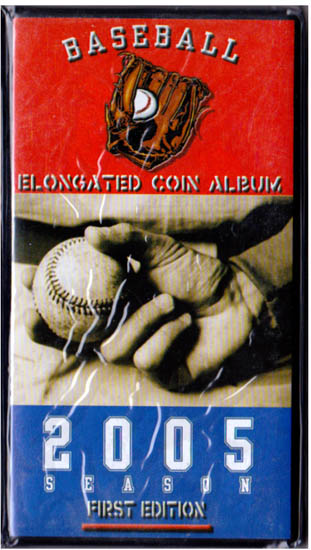 BASEBALL
ELONGATED COIN ALBUM
2005
SEASON
FIRST EDITION